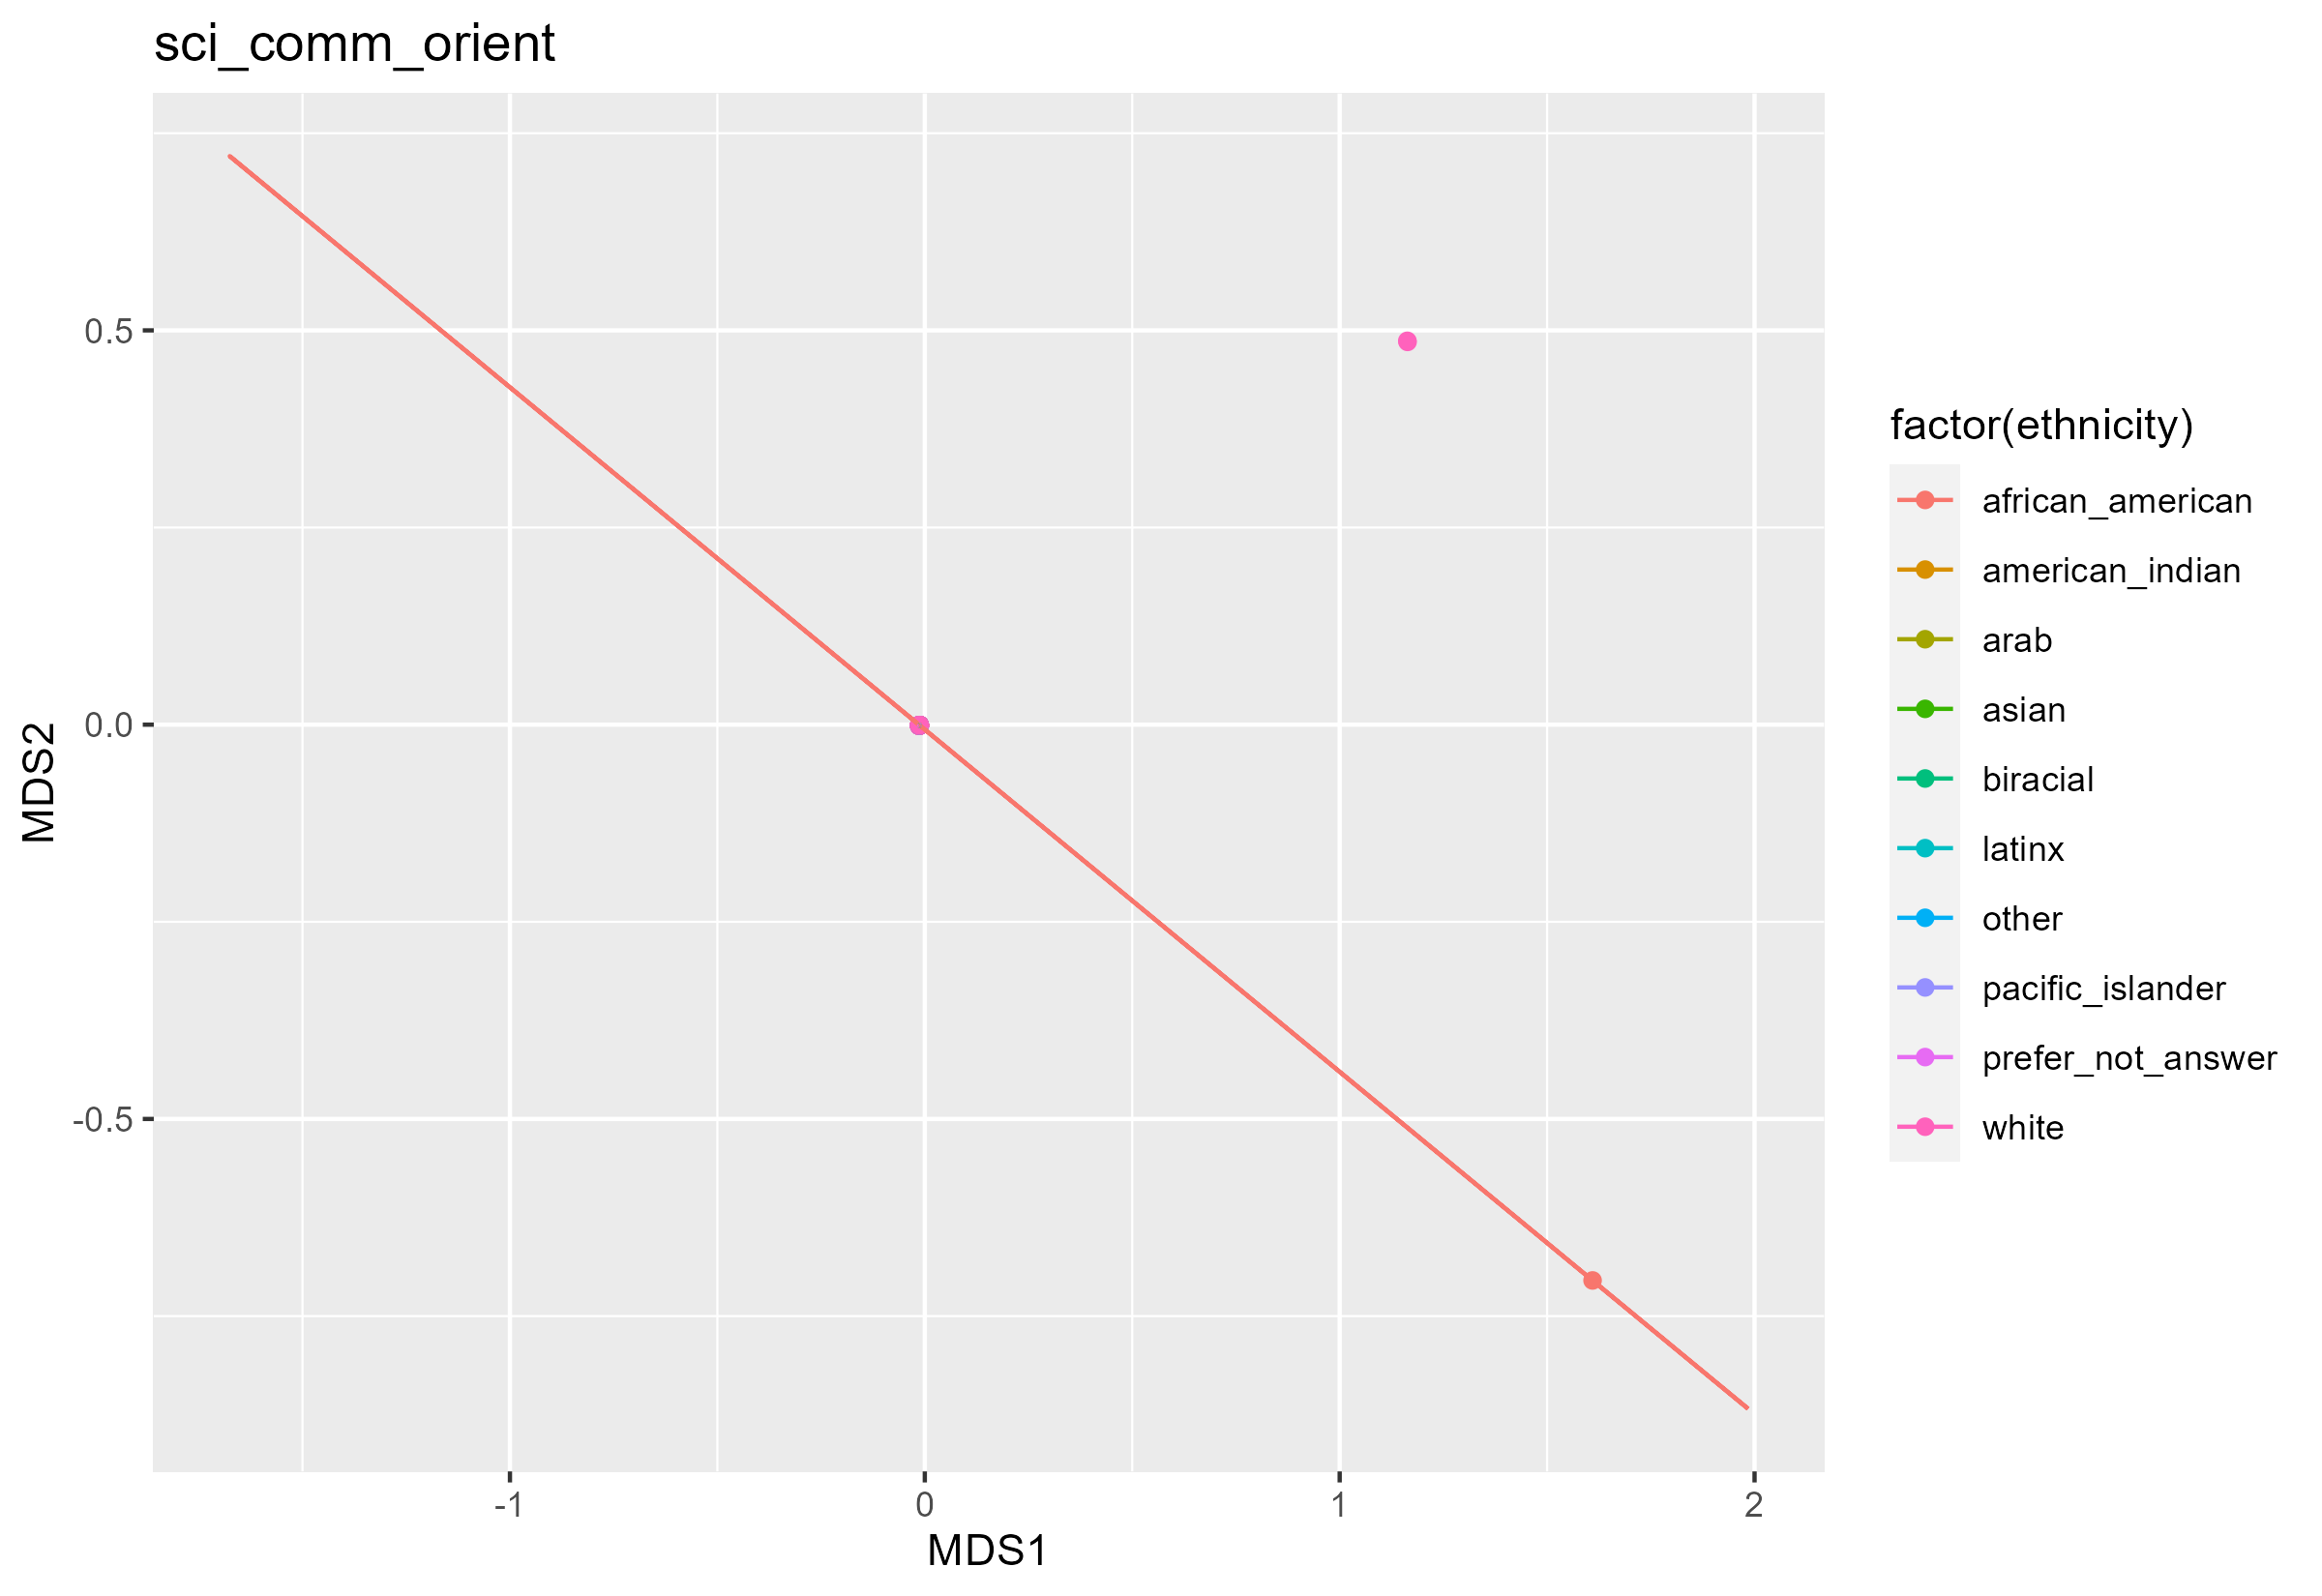 sci_comm_orient
0.5
0.0
-0.5
-1
0
1
2
MDS1
MDS2
factor(ethnicity)
african_american
american_indian
arab
asian
biracial
latinx
other
pacific_islander
prefer_not_answer
white